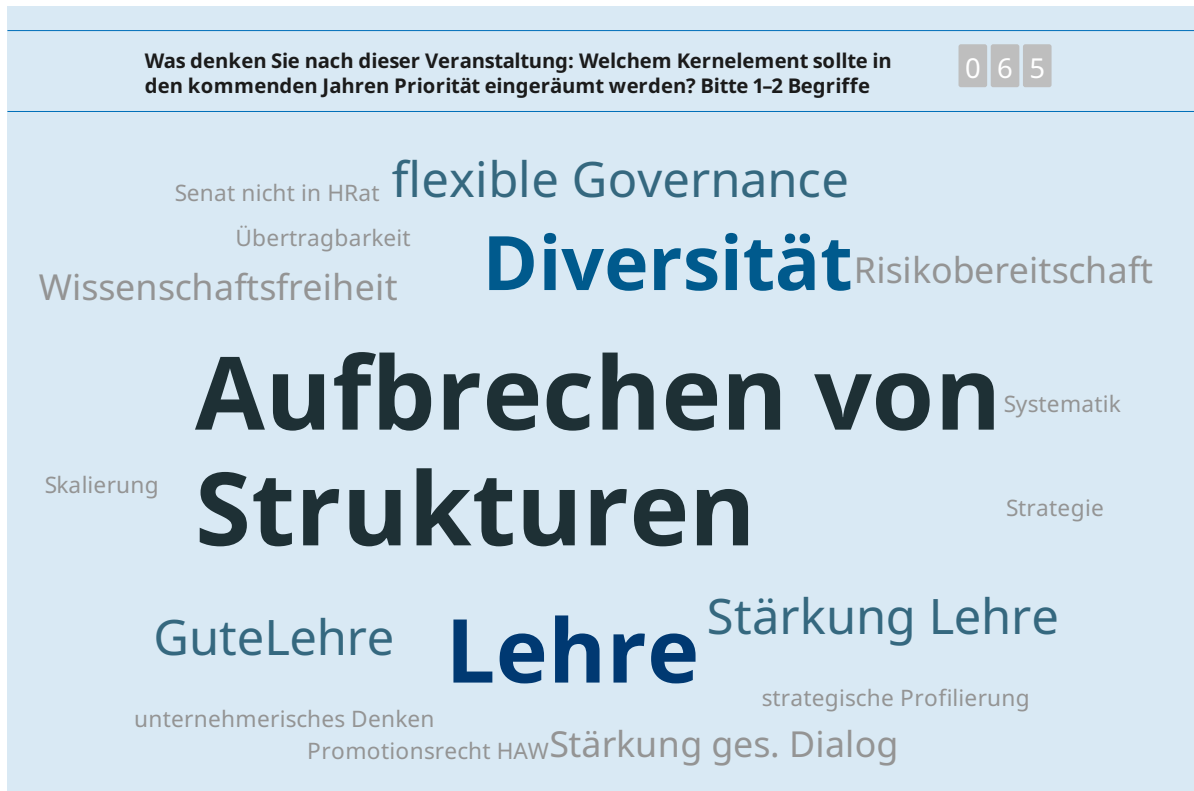 Was denken Sie nach dieser Veranstaltung: Welchem Kernelement sollte in
den kommenden Jahren Priorität eingeräumt werden? Bitte 1–2 Begriffe
065
flexible Governance
Senat nicht in HRat
Übertragbarkeit
Diversität
Risikobereitschaft
Wissenschaftsfreiheit
Aufbrechen von
Systematik
Skalierung
Strukturen
Strategie
Stärkung Lehre
GuteLehre
Lehre
strategische Profilierung
unternehmerisches Denken
Promotionsrecht HAW
Stärkung ges. Dialog